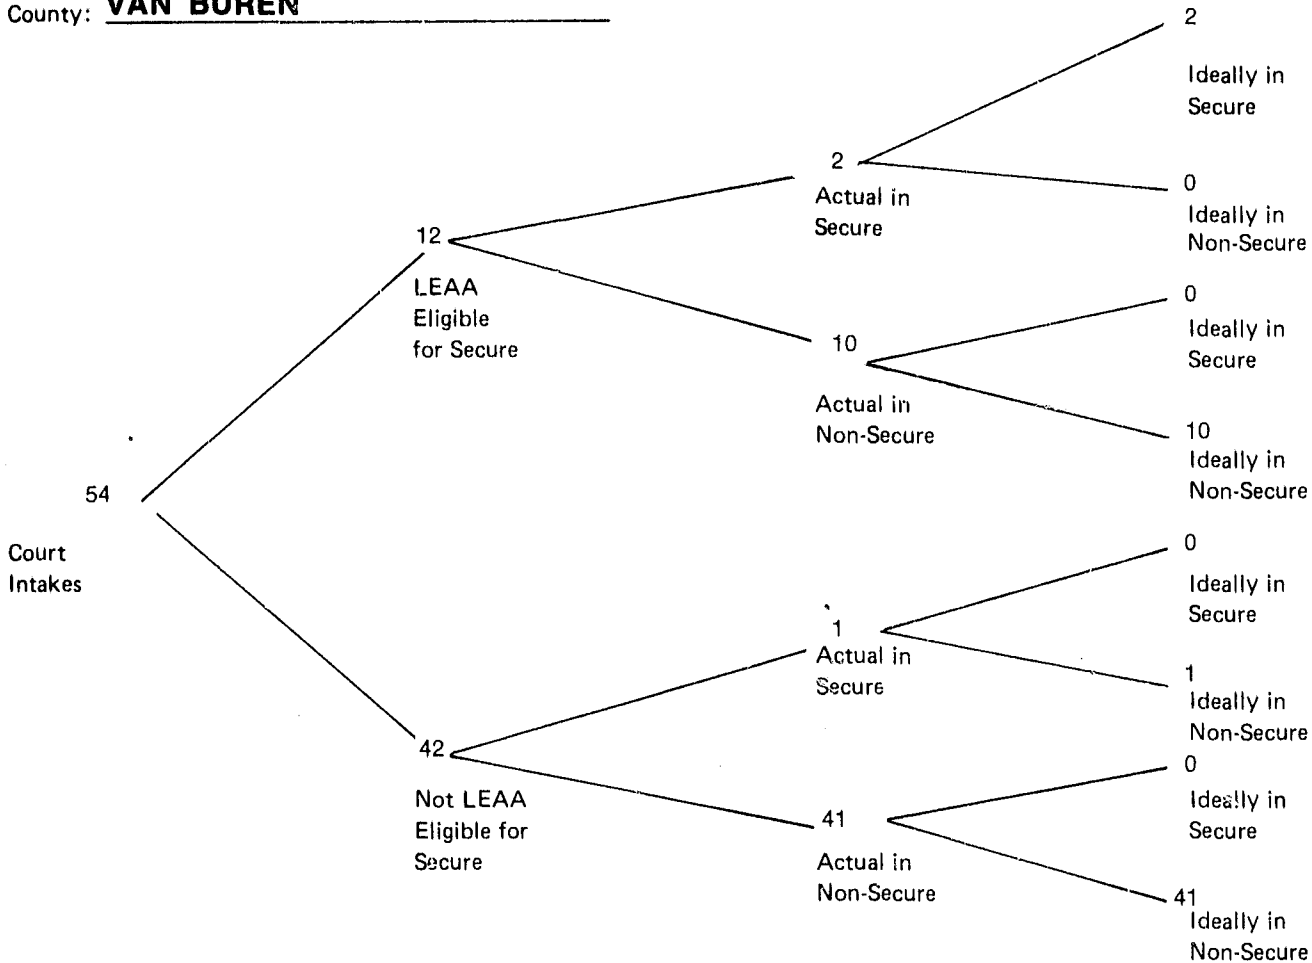 County: VAN BUREN
2
Ideally in
Secure
2
Actual in
Secure
0
Ideally in
Non-Secure
12
LEAA
Eligible
for Secure
0
Ideally in
Secure
10
Actual in
Non-Secure
10
Ideally in
Non-Secure
54
Court
Intakes
0
Ideally in
Secure
1
Actual in
Secure
1
Ideally in
Non-Secure
42
Not LEAA
Eligible for
Secure
0
Ideally in
Secure
41
Actual in
Non-Secure
41
Ideally in
Non-Secure